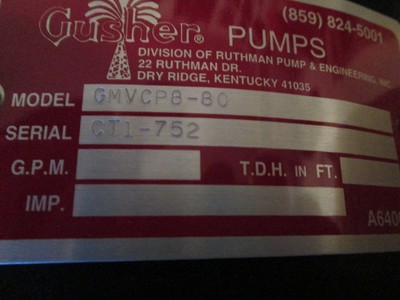 (859) 824-5001
Gusher® PUMPS
DIVISION OF RUTHMAN PUMP & ENGINEERING, INC.
22 RUTHMAN DR.
DRY RIDGE, KENTUCKY 41035
MODEL GMVCP8-80
SERIAL CT1-752
G.P.M. T.D.H. IN FT.
IMP.